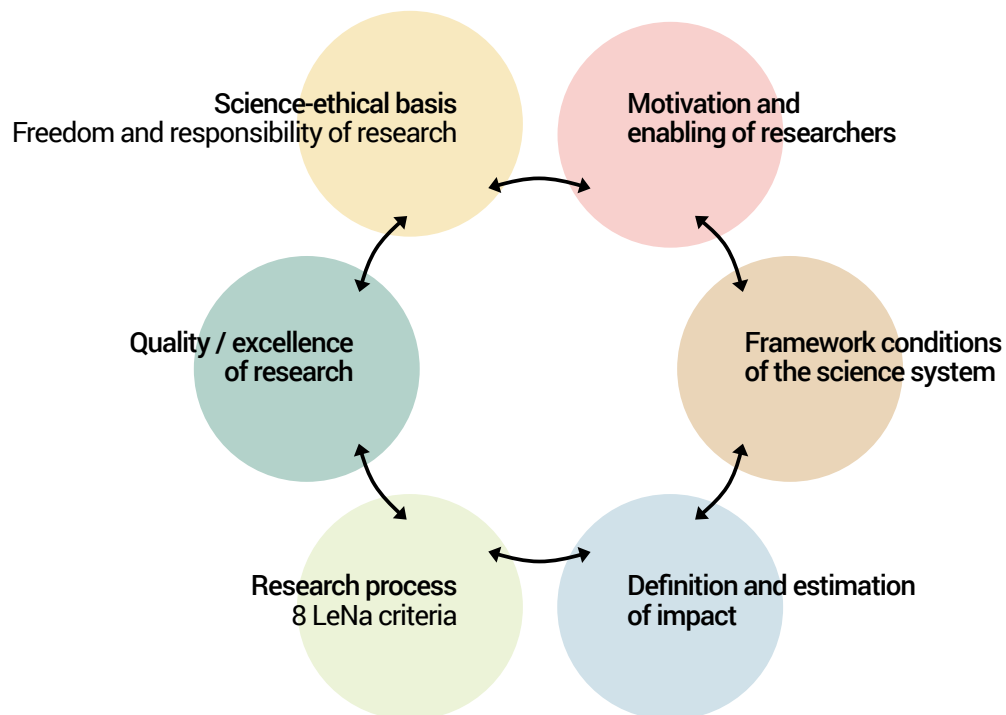 Science-ethical basis
Freedom and responsibility of research
Motivation and
enabling of researchers
Quality / excellence
of research
Framework conditions
of the science system
Research process
8 LeNa criteria
Definition and estimation
of impact